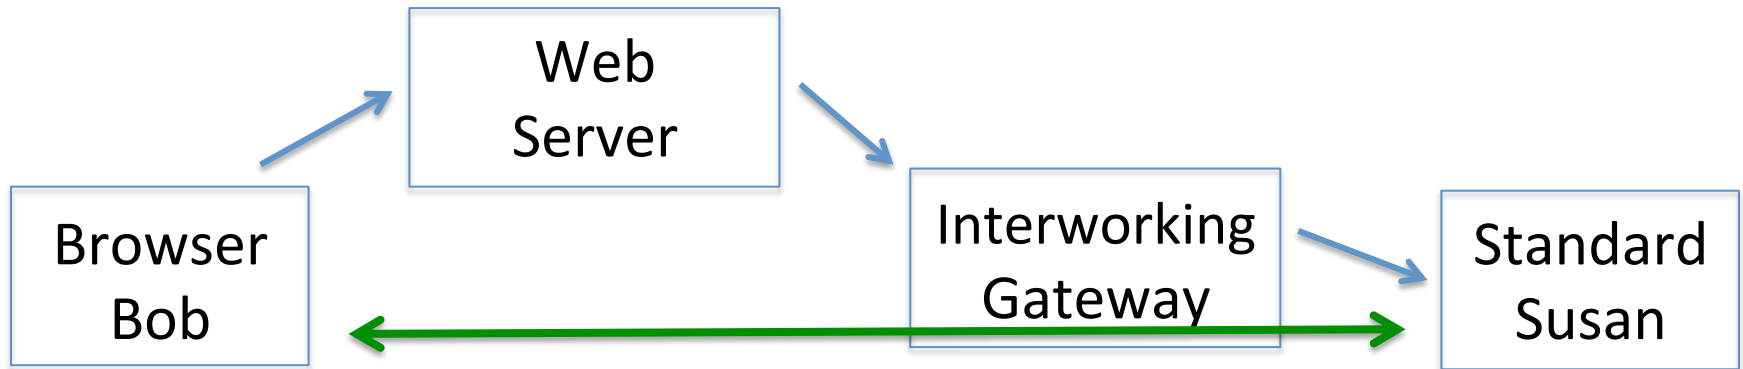 Web
Server
Browser
Bob
Interworking
Gateway
Standard
Susan